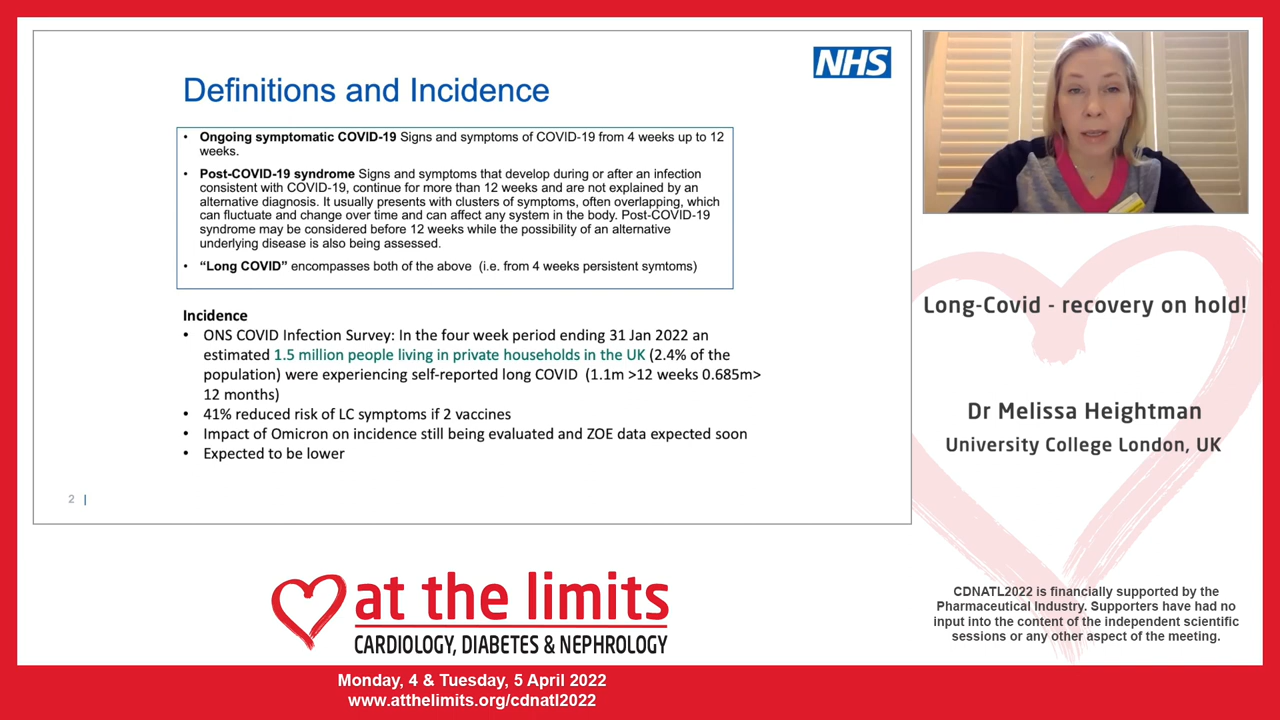 NHS
Definitions and Incidence
• Ongoing symptomatic COVID-19 Signs and symptoms of COVID-19 from 4 weeks up to 12
weeks.
• Post-COVID-19 syndrome Signs and symptoms that develop during or after an infection
consistent with COVID-19, continue for more than 12 weeks and are not explained by an
alternative diagnosis. It usually presents with clusters of symptoms, often overlapping, which
can fluctuate and change over time and can affect any system in the body. Post-COVID-19
syndrome may be considered before 12 weeks while the possibility of an alternative
underlying disease is also being assessed.
• “Long COVID” encompasses both of the above (i.e. from 4 weeks persistent symtoms)
Incidence
• ONS COVID Infection Survey: In the four week period ending 31 Jan 2022 an
estimated 1.5 million people living in private households in the UK (2.4% of the
population) were experiencing self-reported long COVID (1.1m >12 weeks 0.685m>
12 months)
• 41% reduced risk of LC symptoms if 2 vaccines
• Impact of Omicron on incidence still being evaluated and ZOE data expected soon
• Expected to be lower
2 |
Long-Covid - recovery on hold!
Dr Melissa Heightman
University College London, UK
CDNATL2022 is financially supported by the
Pharmaceutical Industry. Supporters have had no
input into the content of the independent scientific
sessions or any other aspect of the meeting.
at the limits
CARDIOLOGY, DIABETES & NEPHROLOGY
Monday, 4 & Tuesday, 5 April 2022
www.atthelimits.org/cdnatl2022